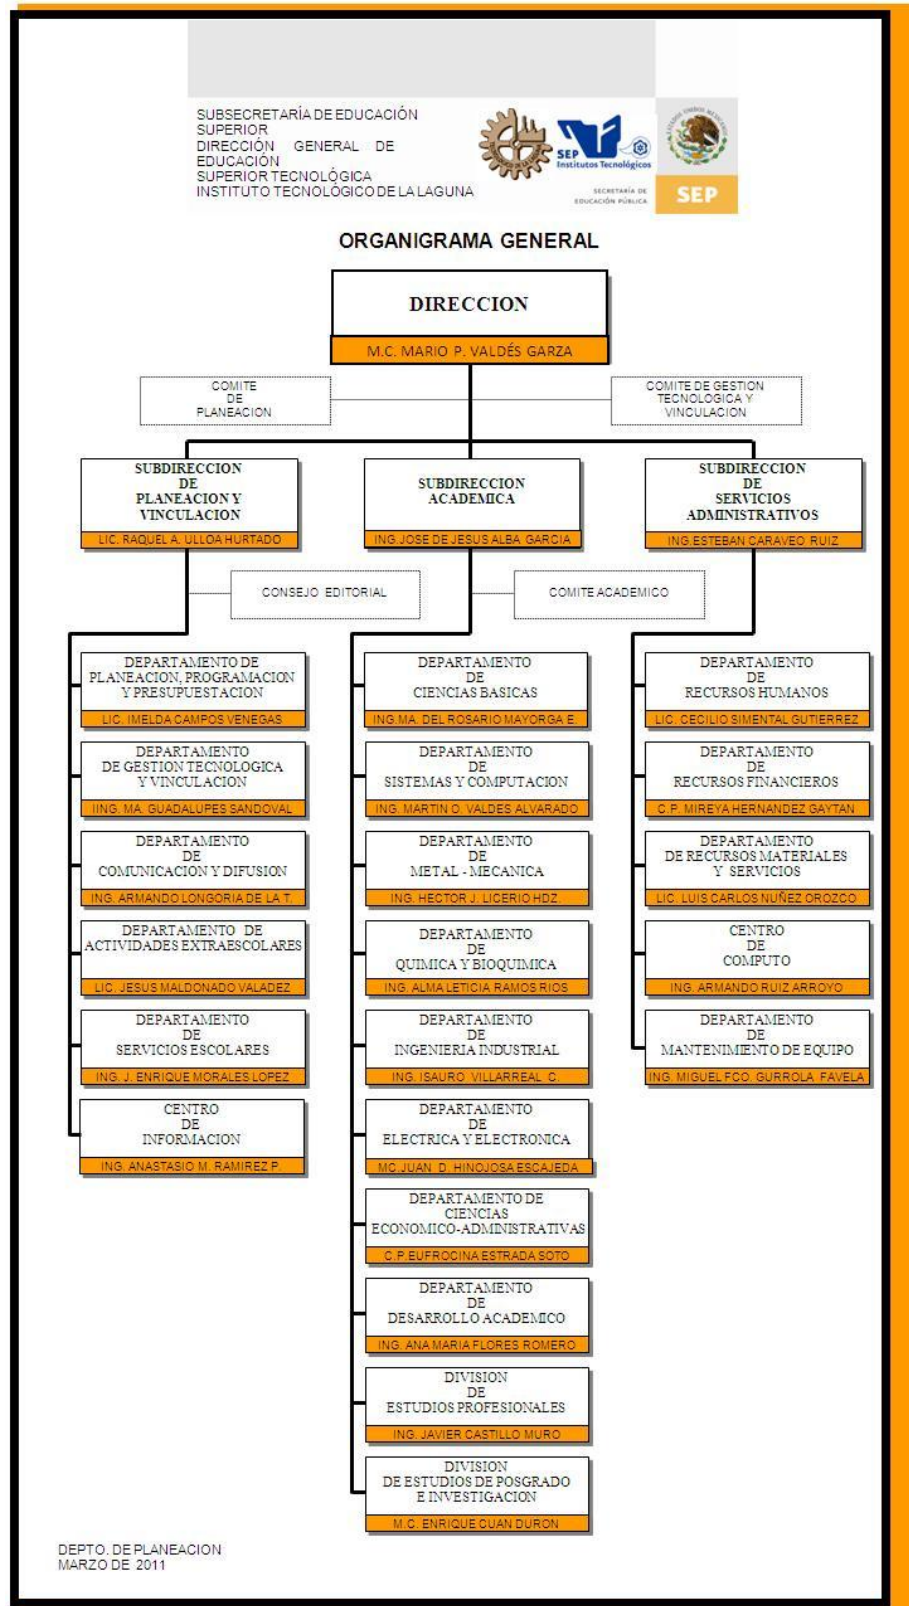 SUBSECRETARÍA DE EDUCACIÓN
SUPERIOR
DIRECCIÓN GENERAL DE
EDUCACIÓN
SUPERIOR TECNOLÓGICA
INSTITUTO TECNOLÓGICO DE LA LAGUNA
SEP
Institutos Tecnológicos
SECRETARÍA DE
EDUCACIÓN PÚBLICA
ESTADOS UNIDOS MEXICANOS
SEP
ORGANIGRAMA GENERAL
DIRECCION
M.C. MARIO P. VALDÉS GARZA
COMITE
DE
PLANEACION
COMITE DE GESTION
TECNOLOGICA Y
VINCULACION
SUBDIRECCION
DE
PLANEACION Y
VINCULACION
LIC. RAQUEL A. ULLOA HURTADO
SUBDIRECCION
ACADEMICA
ING.JOSE DE JESUS ALBA GARCIA
SUBDIRECCION
DE
SERVICIOS
ADMINISTRATIVOS
ING.ESTEBAN CARAVEO RUIZ
CONSEJO EDITORIAL
COMITE ACADEMICO
DEPARTAMENTO DE
PLANEACION, PROGRAMACION
Y PRESUPUESTACION
LIC. IMELDA CAMPOS VENEGAS
DEPARTAMENTO
DE GESTION TECNOLOGICA
Y VINCULACION
IING. MA. GUADALUPES SANDOVAL
DEPARTAMENTO
DE
COMUNICACION Y DIFUSION
ING. ARMANDO LONGORIA DE LA T.
DEPARTAMENTO DE
ACTIVIDADES EXTRAESCOLARES
LIC. JESUS MALDONADO VALADEZ
DEPARTAMENTO
DE
SERVICIOS ESCOLARES
ING. J. ENRIQUE MORALES LOPEZ
CENTRO
DE
INFORMACION
ING. ANASTASIO M. RAMIREZ P.
DEPARTAMENTO
DE
CIENCIAS BASICAS
ING.MA. DEL ROSARIO MAYORGA E.
DEPARTAMENTO
DE
SISTEMAS Y COMPUTACION
ING. MARTIN O. VALDES ALVARADO
DEPARTAMENTO
DE
METAL - MECANICA
ING. HECTOR J. LICERIO HDZ.
DEPARTAMENTO
DE
QUIMICA Y BIOQUIMICA
ING. ALMA LETICIA RAMOS RIOS
DEPARTAMENTO
DE
INGENIERIA INDUSTRIAL
ING. ISAURO VILLARREAL C.
DEPARTAMENTO
DE
ELECTRICA Y ELECTRONICA
MC.JUAN D. HINOJOSA ESCAJEDA
DEPARTAMENTO DE
CIENCIAS
ECONOMICO-ADMINISTRATIVAS
C.P.EUFROCINA ESTRADA SOTO
DEPARTAMENTO
DE
DESARROLLO ACADEMICO
ING. ANA MARIA FLORES ROMERO
DIVISION
DE
ESTUDIOS PROFESIONALES
ING. JAVIER CASTILLO MURO
DIVISION
DE ESTUDIOS DE POSGRADO
E INVESTIGACION
M.C. ENRIQUE CUAN DURON
DEPARTAMENTO
DE
RECURSOS HUMANOS
LIC. CECILIO SIMENTAL GUTIERREZ
DEPARTAMENTO
DE
RECURSOS FINANCIEROS
C.P. MIREYA HERNANDEZ GAYTAN
DEPARTAMENTO
DE RECURSOS MATERIALES
Y SERVICIOS
LIC. LUIS CARLOS NUÑEZ OROZCO
CENTRO
DE
COMPUTO
ING. ARMANDO RUIZ ARROYO
DEPARTAMENTO
DE
MANTENIMIENTO DE EQUIPO
ING. MIGUEL FCO. GURROLA FAVELA
DEPTO. DE PLANEACION
MARZO DE 2011